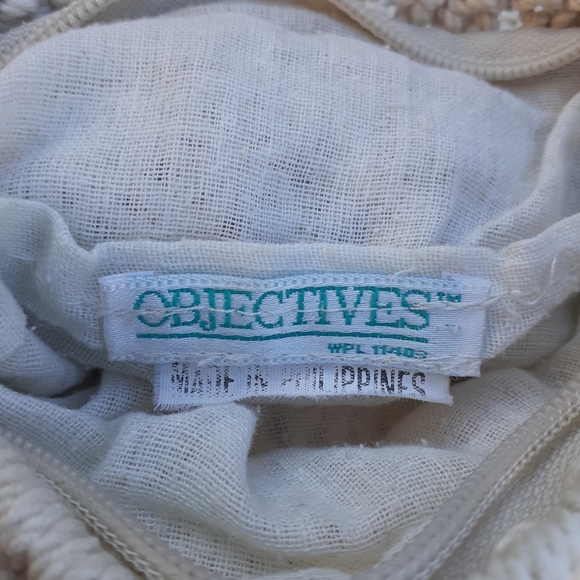 OBJECTIVES™
WPL 11403
MADE IN PHILIPPINES